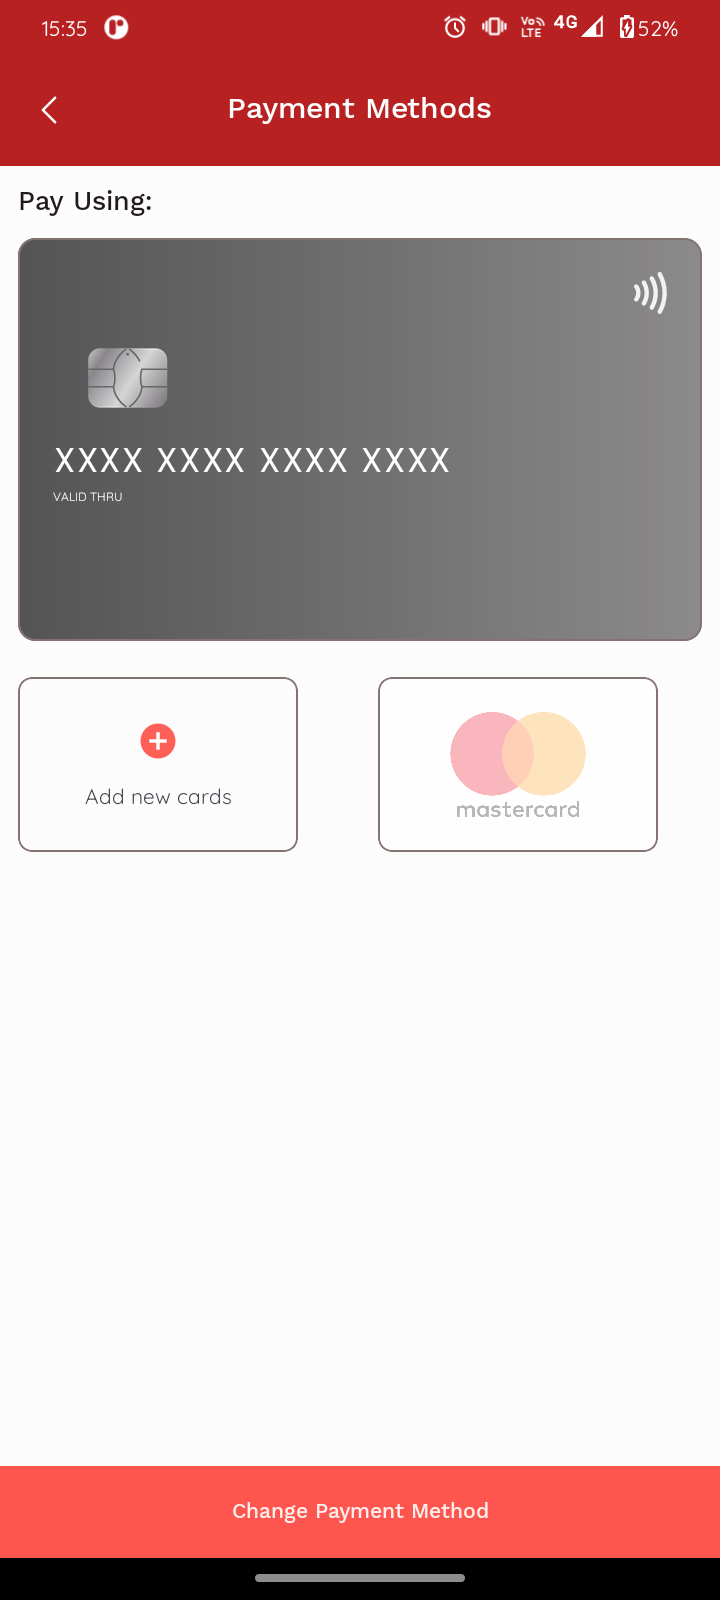 15:35
Vo LTE 4G 52%
Payment Methods
Pay Using:
XXXX XXXX XXXX XXXX
VALID THRU
Add new cards
mastercard
Change Payment Method